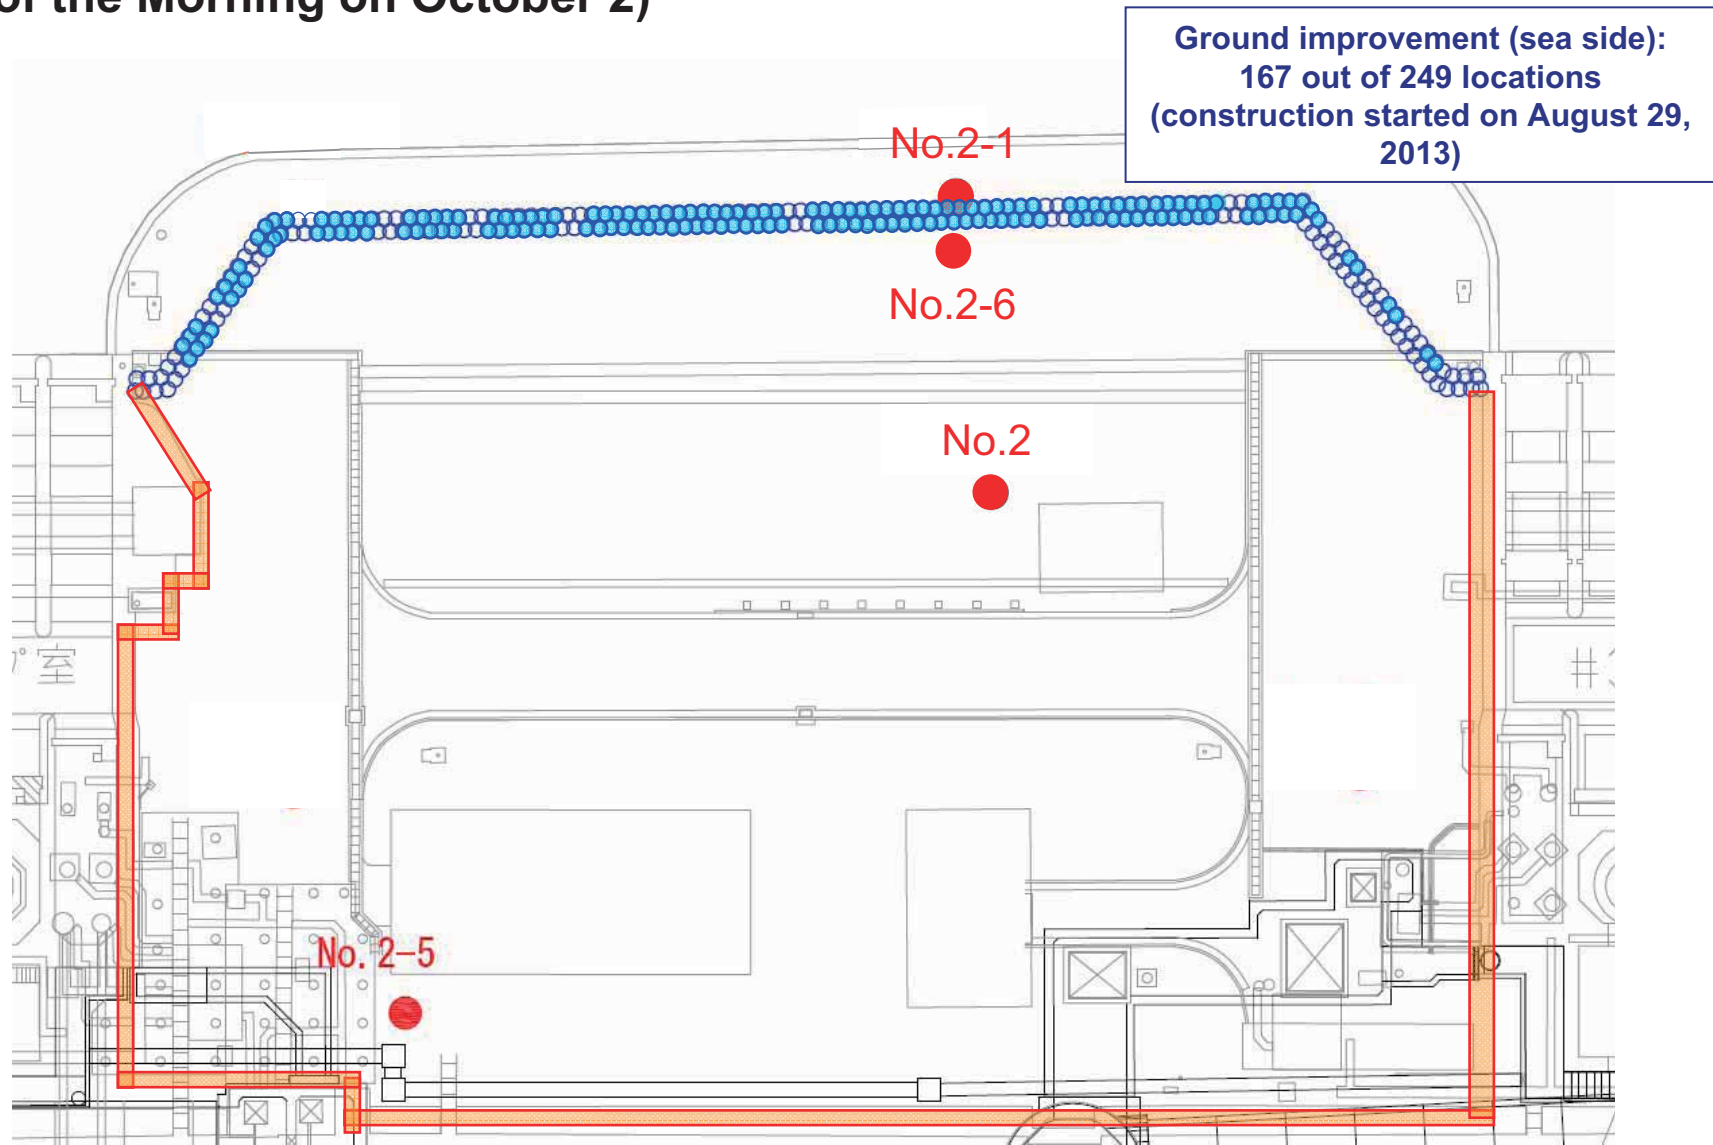 of the Morning on October 2)
Ground improvement (sea side):
167 out of 249 locations
(construction started on August 29,
2013)
No.2-1
No.2-6
No.2
室
#
No. 2-5